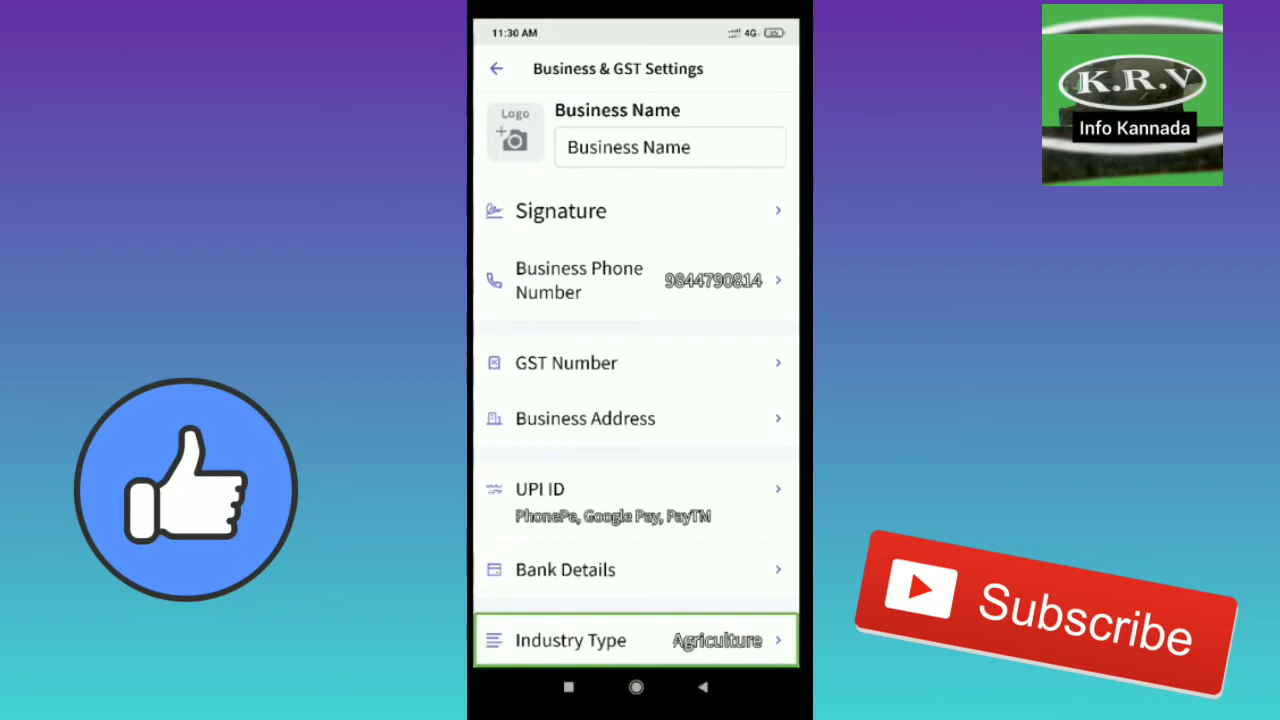 11:30 AM
4G
35
Business & GST Settings
Logo
Business Name
Business Name
Signature
Business Phone
Number
9844790814
GST Number
Business Address
UPI ID
PhonePe, Google Pay, PayTM
Bank Details
Industry Type
Agriculture
K.R.V
Info Kannada
Subscribe